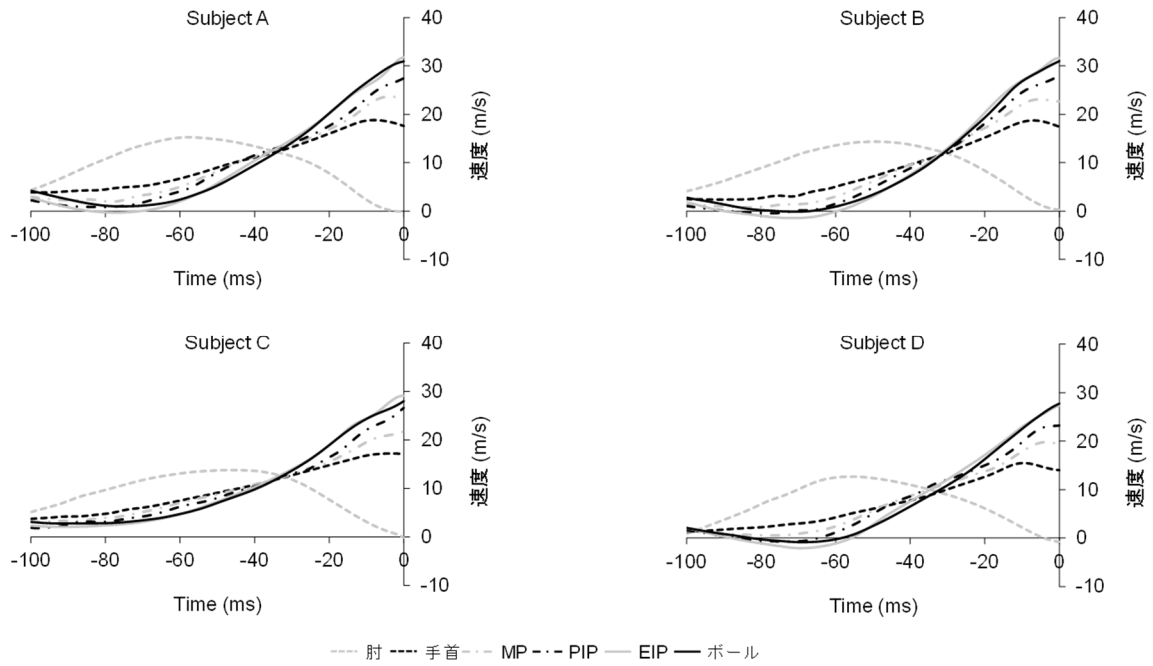 Subject A
40
30
20
10
0
-10
速度 (m/s)
-100 -80 -60 -40 -20 0
Time (ms)
Subject B
40
30
20
10
0
-10
速度 (m/s)
-100 -80 -60 -40 -20 0
Time (ms)
Subject C
40
30
20
10
0
-10
速度 (m/s)
-100 -80 -60 -40 -20 0
Time (ms)
Subject D
40
30
20
10
0
-10
速度 (m/s)
-100 -80 -60 -40 -20 0
Time (ms)
肘 手首 MP PIP EIP ボール